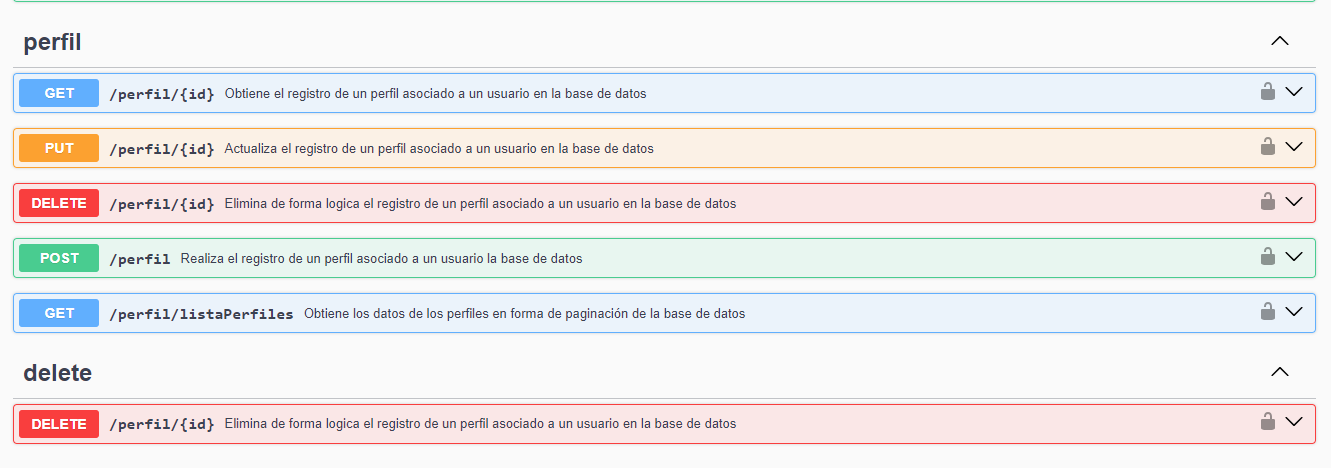 perfil
GET /perfil/{id} Obtiene el registro de un perfil asociado a un usuario en la base de datos
PUT /perfil/{id} Actualiza el registro de un perfil asociado a un usuario en la base de datos
DELETE /perfil/{id} Elimina de forma logica el registro de un perfil asociado a un usuario en la base de datos
POST /perfil Realiza el registro de un perfil asociado a un usuario la base de datos
GET /perfil/listaPerfiles Obtiene los datos de los perfiles en forma de paginación de la base de datos
delete
DELETE /perfil/{id} Elimina de forma logica el registro de un perfil asociado a un usuario en la base de datos